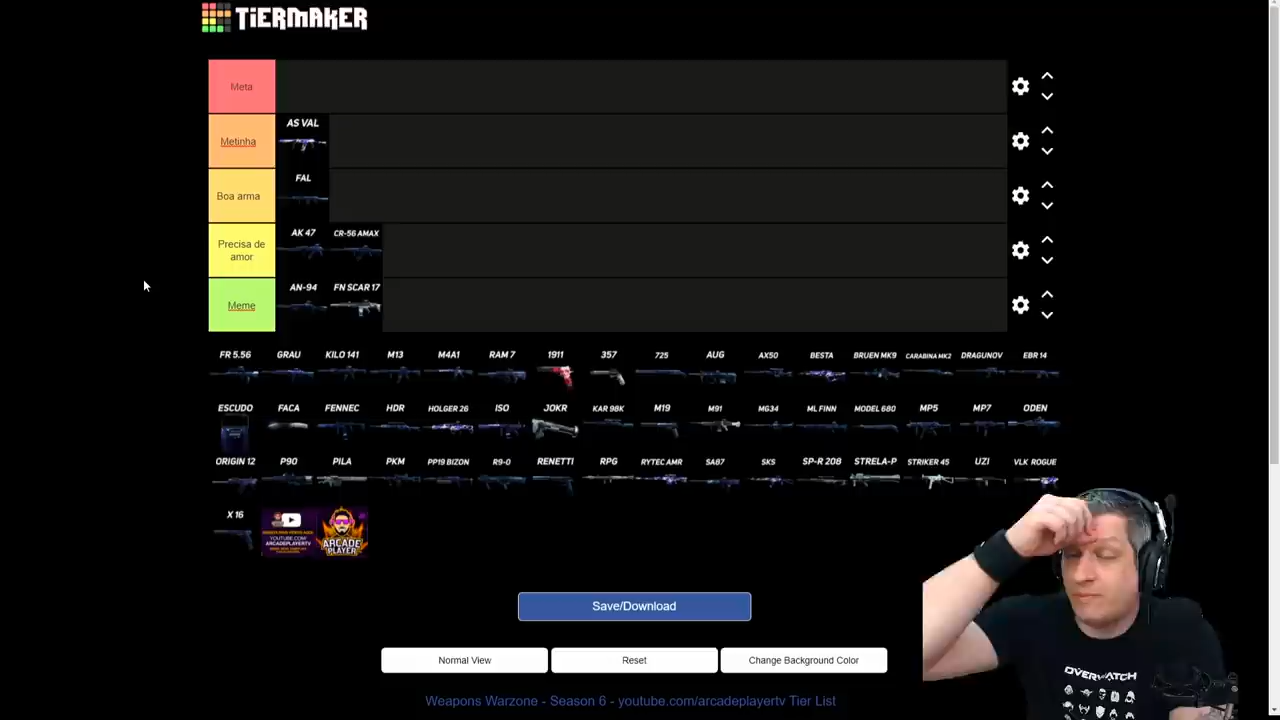 TiERMAKER
Meta
AS VAL
Metinha
FAL
Boa arma
AK 47 CR-56 AMAX
Precisa de
amor
AN-94 FN SCAR 17
Meme
FR 5.56 GRAU KILO 141 M13 M4A1 RAM 7 1911 357 725 AUG AX50 BESTA BRUEN MK9 CARABINA MK2 DRAGUNOV EBR 14
ESCUDO FACA FENNEC HDR HOLGER 26 ISO JOKR KAR 98K M19 M91 MG34 ML FINN MODEL 680 MP5 MP7 ODEN
ORIGIN 12 P90 PILA PKM PP19 BIZON R9-0 RENETTI RPG RYTEC AMR SA87 SKS SP-R 208 STRELA-P STRIKER 45 UZI VLK ROGUE
X 16
YOUTUBE.COM/
ARCADEPLAYERTV
ARCADE
PLAYER
Save/Download
Normal View Reset Change Background Color
OVERWATCH
Weapons Warzone - Season 6 - youtube.com/arcadeplayertv Tier List